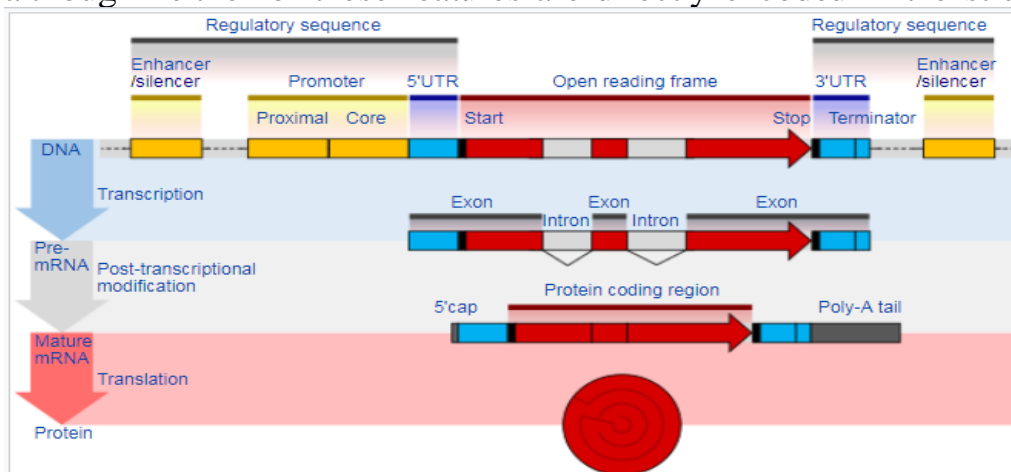 Regulatory sequence
Regulatory sequence
Enhancer
/silencer
Promoter
5'UTR
Open reading frame
3'UTR
Enhancer
/silencer
Proximal
Core
Start
Stop
Terminator
DNA
Transcription
Exon
Exon
Exon
Intron
Intron
Pre-
mRNA
Post-transcriptional
modification
Protein coding region
5'cap
Poly-A tail
Mature
mRNA
Translation
Protein